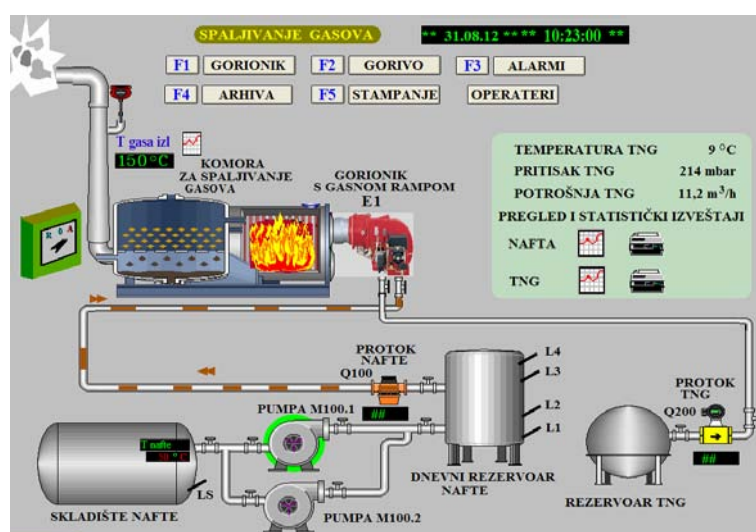 SPALJIVANJE GASOVA
** 31.08.12 ** ** 10:23:00 **
F1 GORIONIK F2 GORIVO F3 ALARMI
F4 ARHIVA F5 STAMPANJE OPERATERI
T gasa izl
150°C
KOMORA
ZA SPALJIVANJE
GASOVA
GORIONIK
S GASNOM RAMPOM
E1
R 0 A
TEMPERATURA TNG 9 °C
PRITISAK TNG 214 mbar
POTROŠNJA TNG 11,2 m³/h
PREGLED I STATISTIČKI IZVEŠTAJI
NAFTA
TNG
PROTOK
NAFTE
Q100
##
L4
L3
L2
L1
PROTOK
TNG
Q200
##
PUMPA M100.1
T nafte
30 °C
LS
SKLADIŠTE NAFTE
PUMPA M100.2
DNEVNI REZERVOAR
NAFTE
REZERVOAR TNG